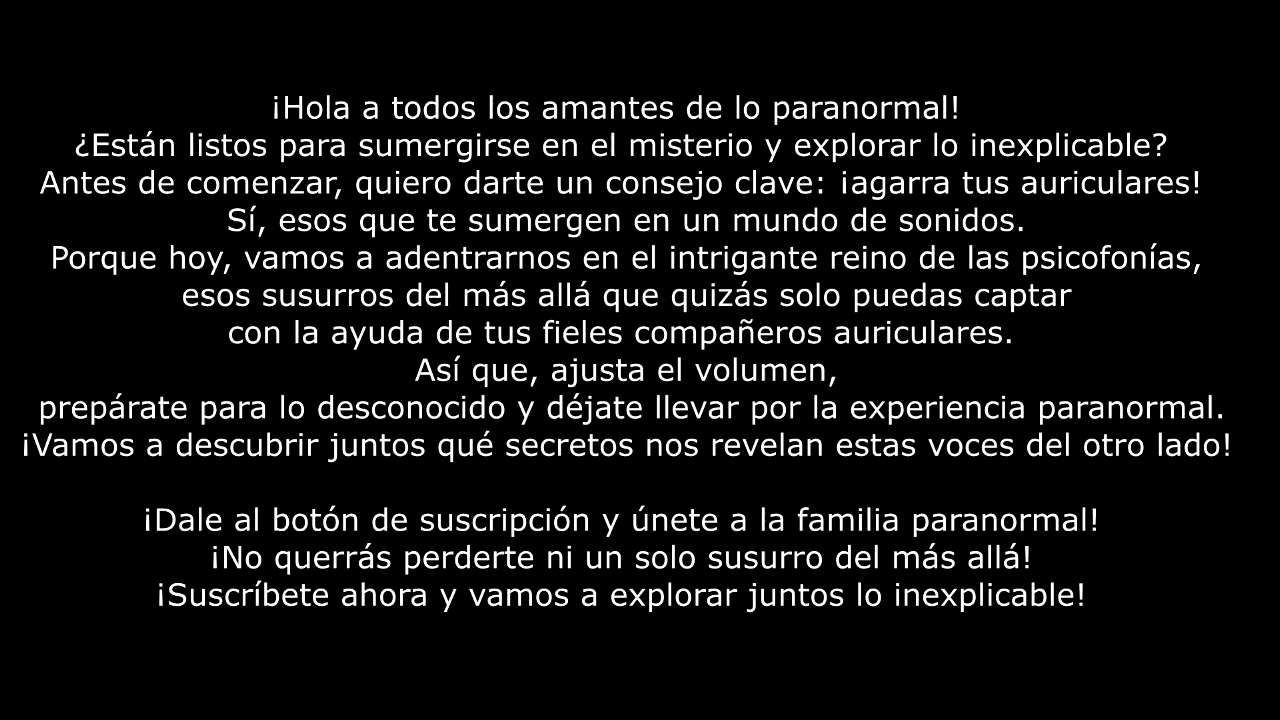 ¡Hola a todos los amantes de lo paranormal!
¿Están listos para sumergirse en el misterio y explorar lo inexplicable?
Antes de comenzar, quiero darte un consejo clave: ¡agarra tus auriculares!
Sí, esos que te sumergen en un mundo de sonidos.
Porque hoy, vamos a adentrarnos en el intrigante reino de las psicofonías,
esos susurros del más allá que quizás solo puedas captar
con la ayuda de tus fieles compañeros auriculares.
Así que, ajusta el volumen,
prepárate para lo desconocido y déjate llevar por la experiencia paranormal.
¡Vamos a descubrir juntos qué secretos nos revelan estas voces del otro lado!
¡Dale al botón de suscripción y únete a la familia paranormal!
¡No querrás perderte ni un solo susurro del más allá!
¡Suscríbete ahora y vamos a explorar juntos lo inexplicable!